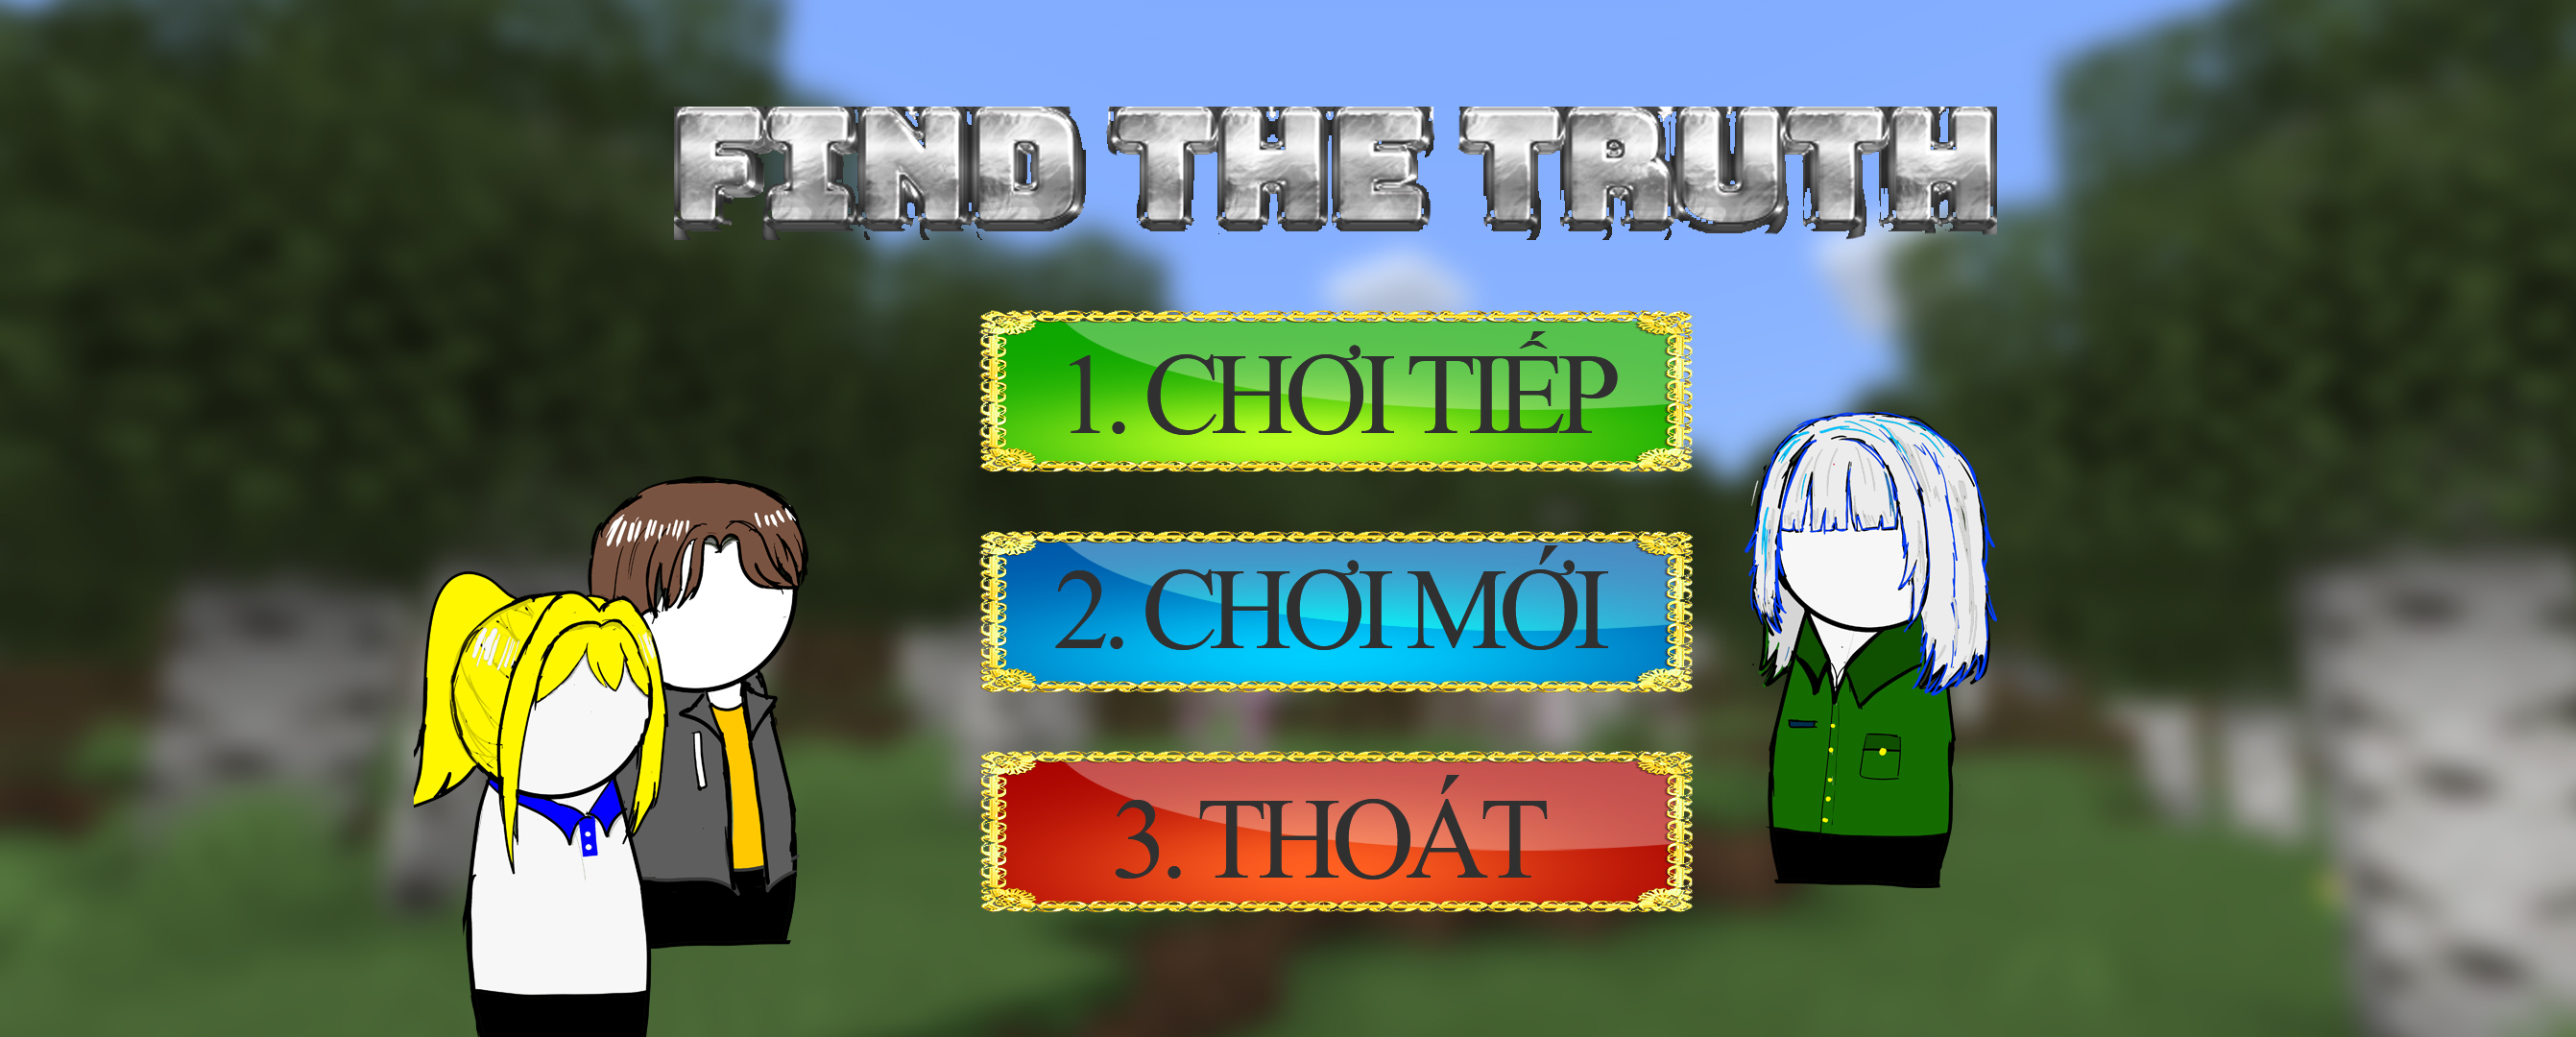 FIND THE TRUTH
1. CHƠI TIẾP
2. CHƠI MỚI
3. THOÁT